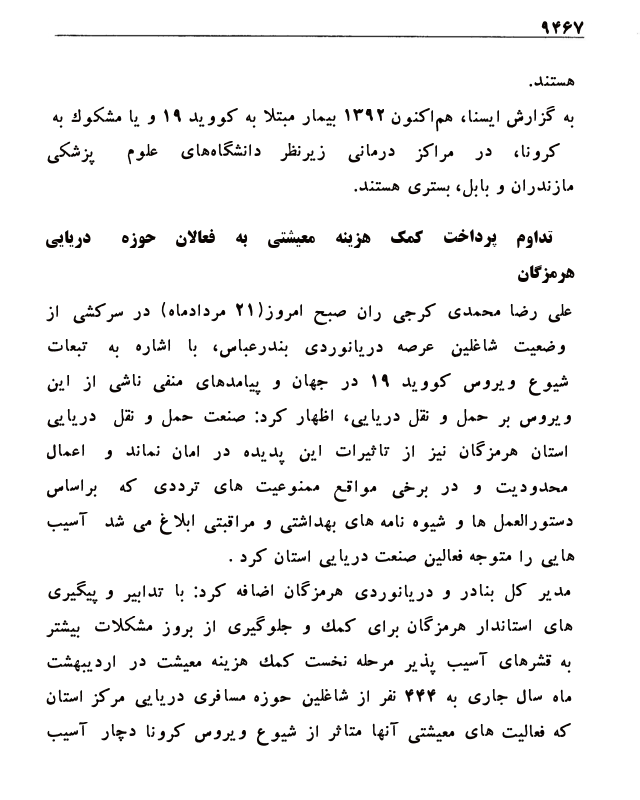 ۹۴۶۷
هستند.
به گزارش ایسنا، هم‌اکنون ۱۳۹۲ بیمار مبتلا به کووید ۱۹ و یا مشکوك به
کرونا، در مراکز درمانی زیرنظر دانشگاه‌های علوم پزشکی
مازندران و بابل، بستری هستند.
تداوم پرداخت کمک هزینه معیشتی به فعالان حوزه دریایی
هرمزگان
علی رضا محمدی کرجی ران صبح امروز(۲۱ مردادماه) در سرکشی از
وضعیت شاغلین عرصه دریانوردی بندرعباس، با اشاره به تبعات
شیوع ویروس کووید ۱۹ در جهان و پیامدهای منفی ناشی از این
ویروس بر حمل و نقل دریایی، اظهار کرد: صنعت حمل و نقل دریایی
استان هرمزگان نیز از تاثیرات این پدیده در امان نماند و اعمال
محدودیت و در برخی مواقع ممنوعیت های ترددی که براساس
دستورالعمل ها و شیوه نامه های بهداشتی و مراقبتی ابلاغ می شد آسیب
هایی را متوجه فعالین صنعت دریایی استان کرد .
مدیر کل بنادر و دریانوردی هرمزگان اضافه کرد: با تدابیر و پیگیری
های استاندار هرمزگان برای کمك و جلوگیری از بروز مشکلات بیشتر
به قشرهای آسیب پذیر مرحله نخست کمك هزینه معیشت در اردیبهشت
ماه سال جاری به ۴۴۴ نفر از شاغلین حوزه مسافری دریایی مرکز استان
که فعالیت های معیشتی آنها متاثر از شیوع ویروس کرونا دچار آسیب